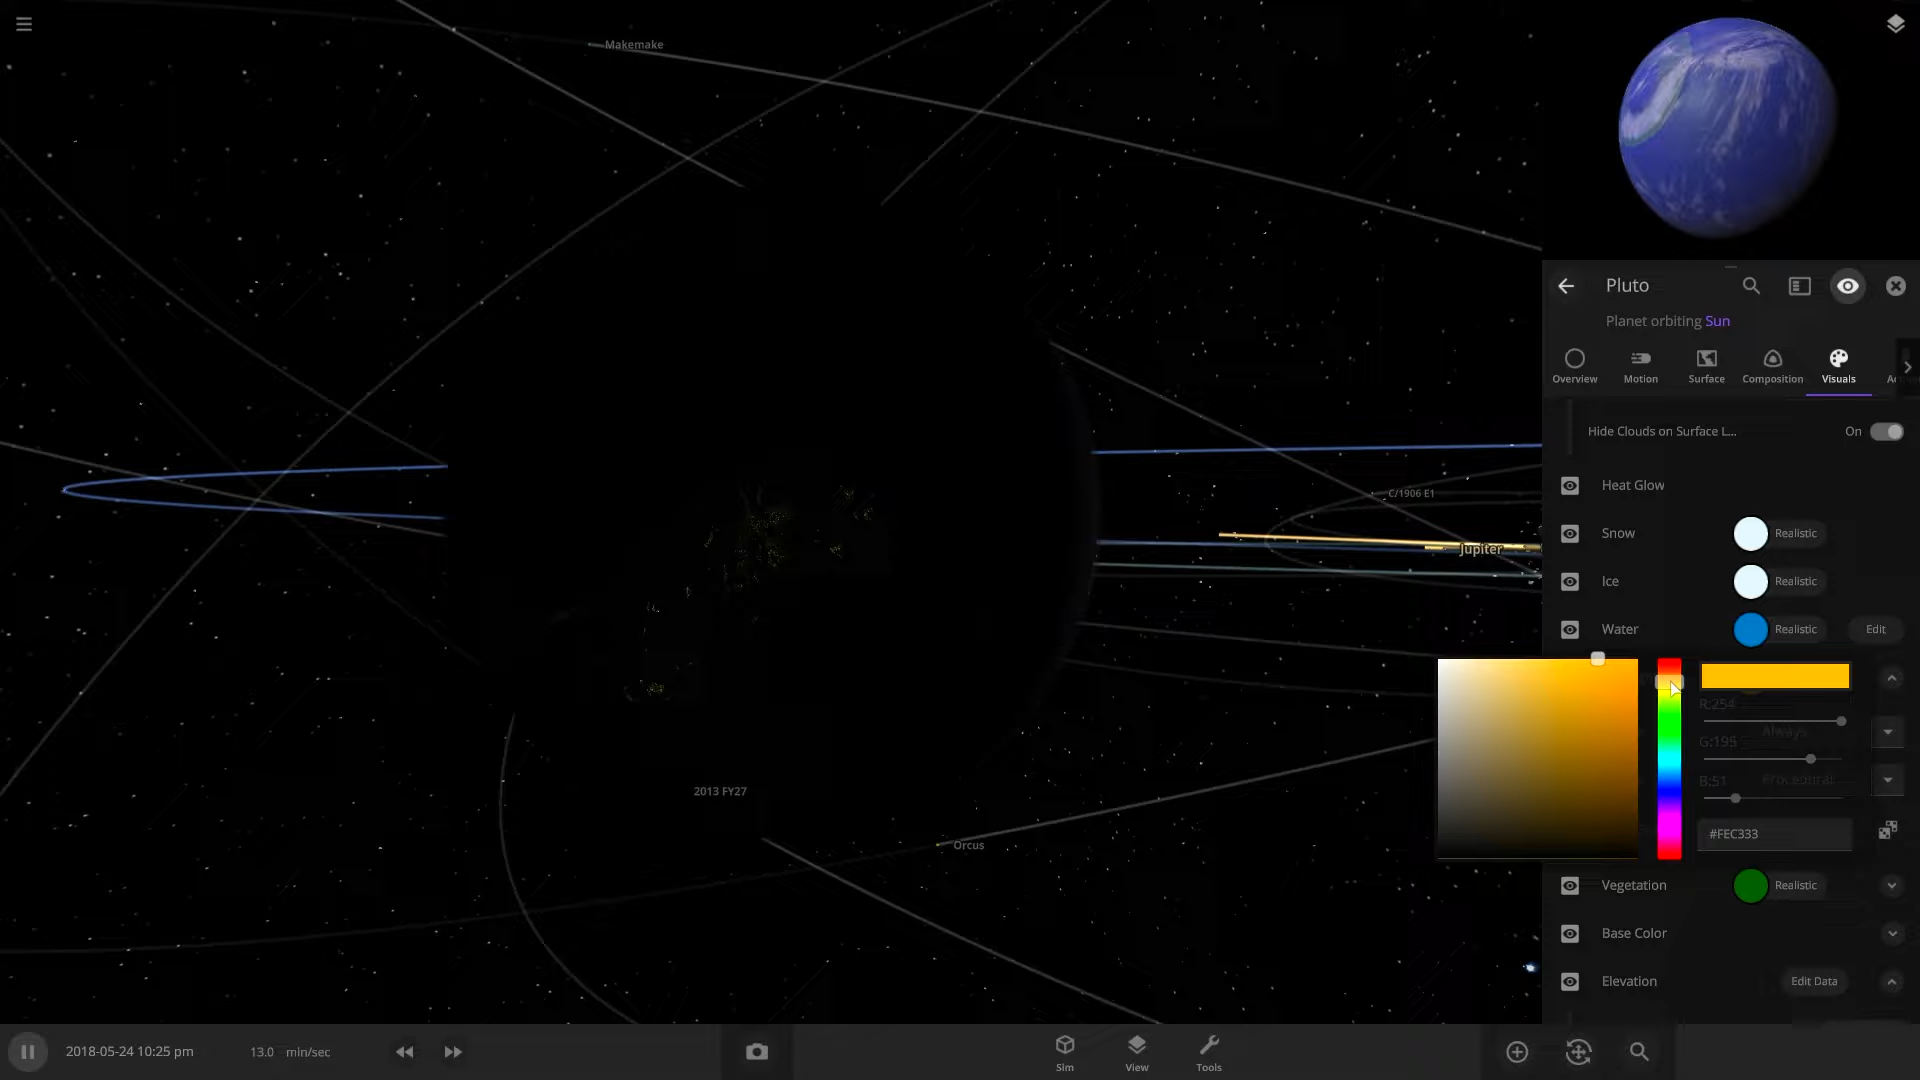 Makemake
Pluto
Planet orbiting Sun
Overview
Motion
Surface
Composition
Visuals
Hide Clouds on Surface L...
On
Heat Glow
C/1906 E1
Snow
Realistic
Jupiter
Ice
Realistic
Water
Realistic
Edit
R:254
Always
G:195
B:51
Procedural
2013 FY27
#FEC333
Orcus
Vegetation
Realistic
Base Color
Elevation
Edit Data
2018-05-24 10:25 pm
13.0 min/sec
Sim
View
Tools